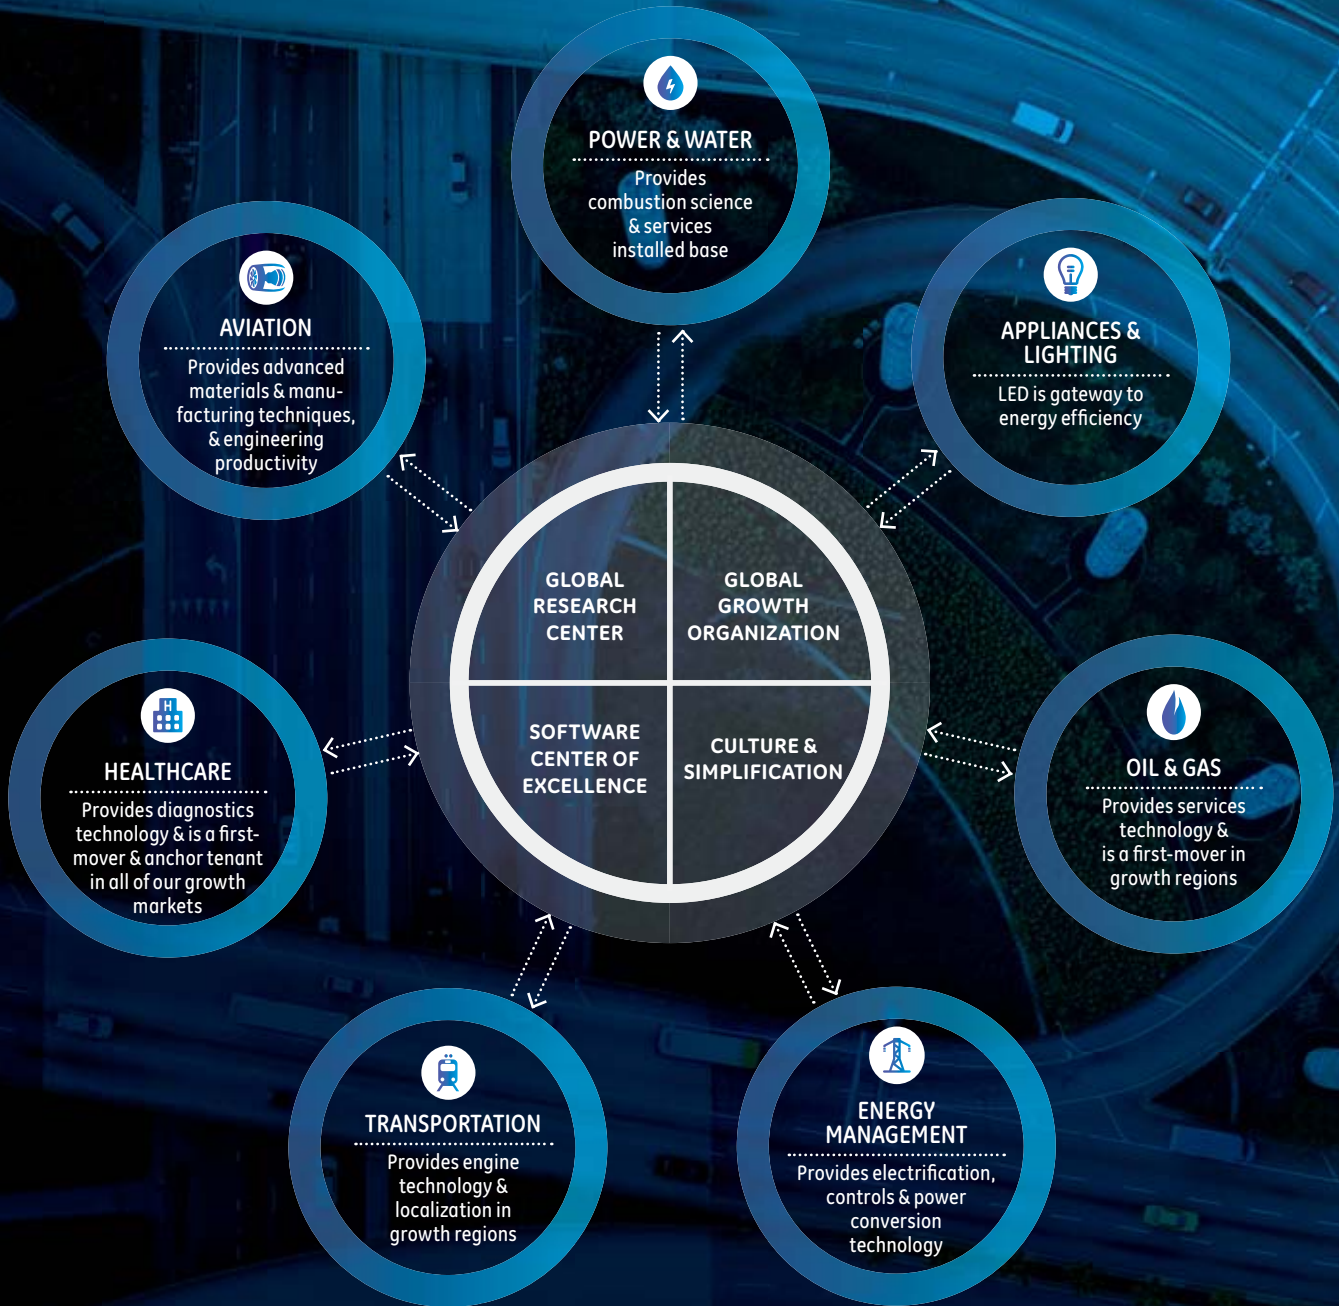 POWER & WATER
Provides
combustion science
& services
installed base
AVIATION
Provides advanced
materials & manu-
facturing techniques,
& engineering
productivity
APPLIANCES &
LIGHTING
LED is gateway to
energy efficiency
GLOBAL
RESEARCH
CENTER
GLOBAL
GROWTH
ORGANIZATION
SOFTWARE
CENTER OF
EXCELLENCE
CULTURE &
SIMPLIFICATION
H
HEALTHCARE
Provides diagnostics
technology & is a first-
mover & anchor tenant
in all of our growth
markets
OIL & GAS
Provides services
technology &
is a first-mover in
growth regions
TRANSPORTATION
Provides engine
technology &
localization in
growth regions
ENERGY
MANAGEMENT
Provides electrification,
controls & power
conversion
technology